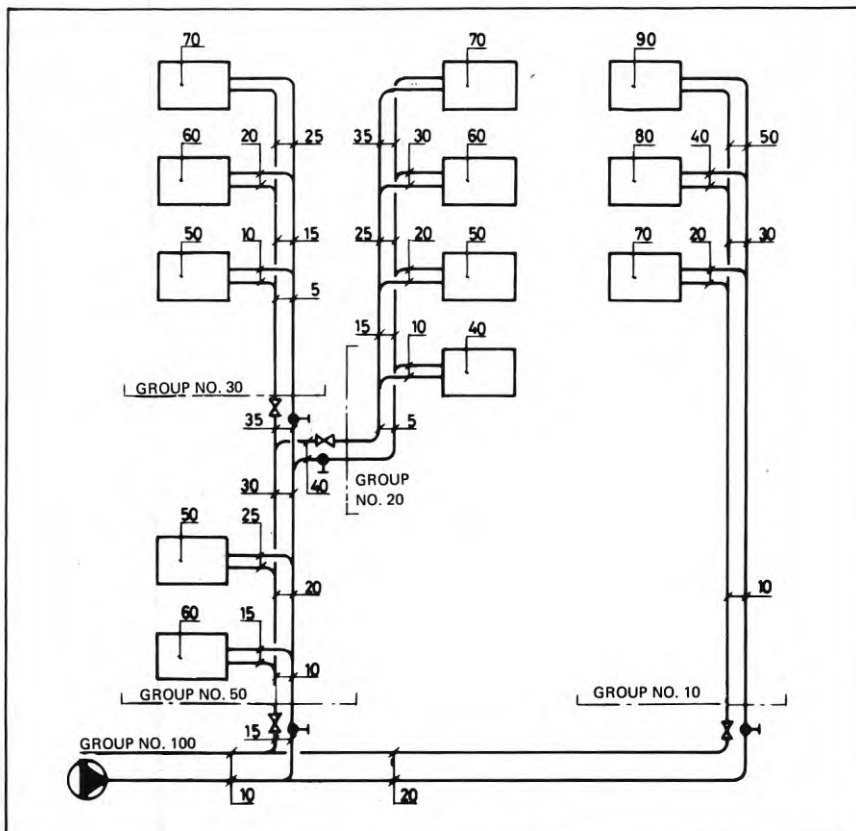 70 70 90
60 20 25 35 30 60 80 40 50
50 10 15 25 20 50 70 20 30
5 15 10 40
GROUP NO. 30
35 5
GROUP
NO. 20
30 40
50 25
20 10
60 15
10
GROUP NO. 50 GROUP NO. 10
15
GROUP NO. 100
10 20